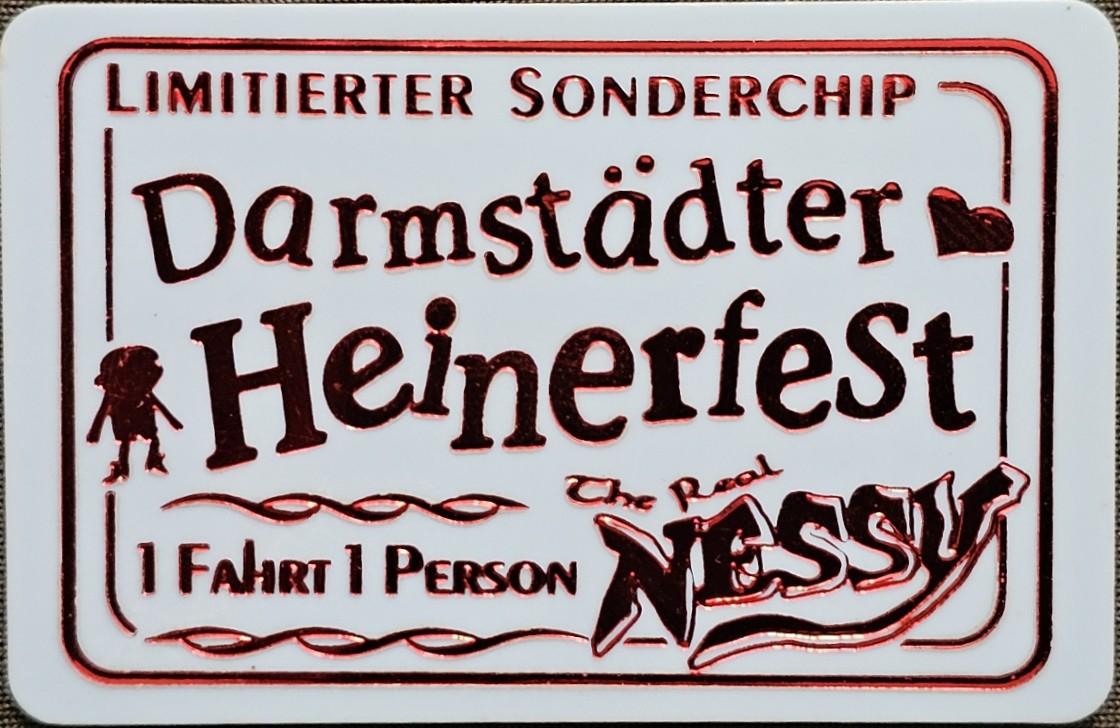 LIMITIERTER SONDERCHIP
Darmstädter
Heinerfest
The Real
NESSY
1 FAHRT 1 PERSON